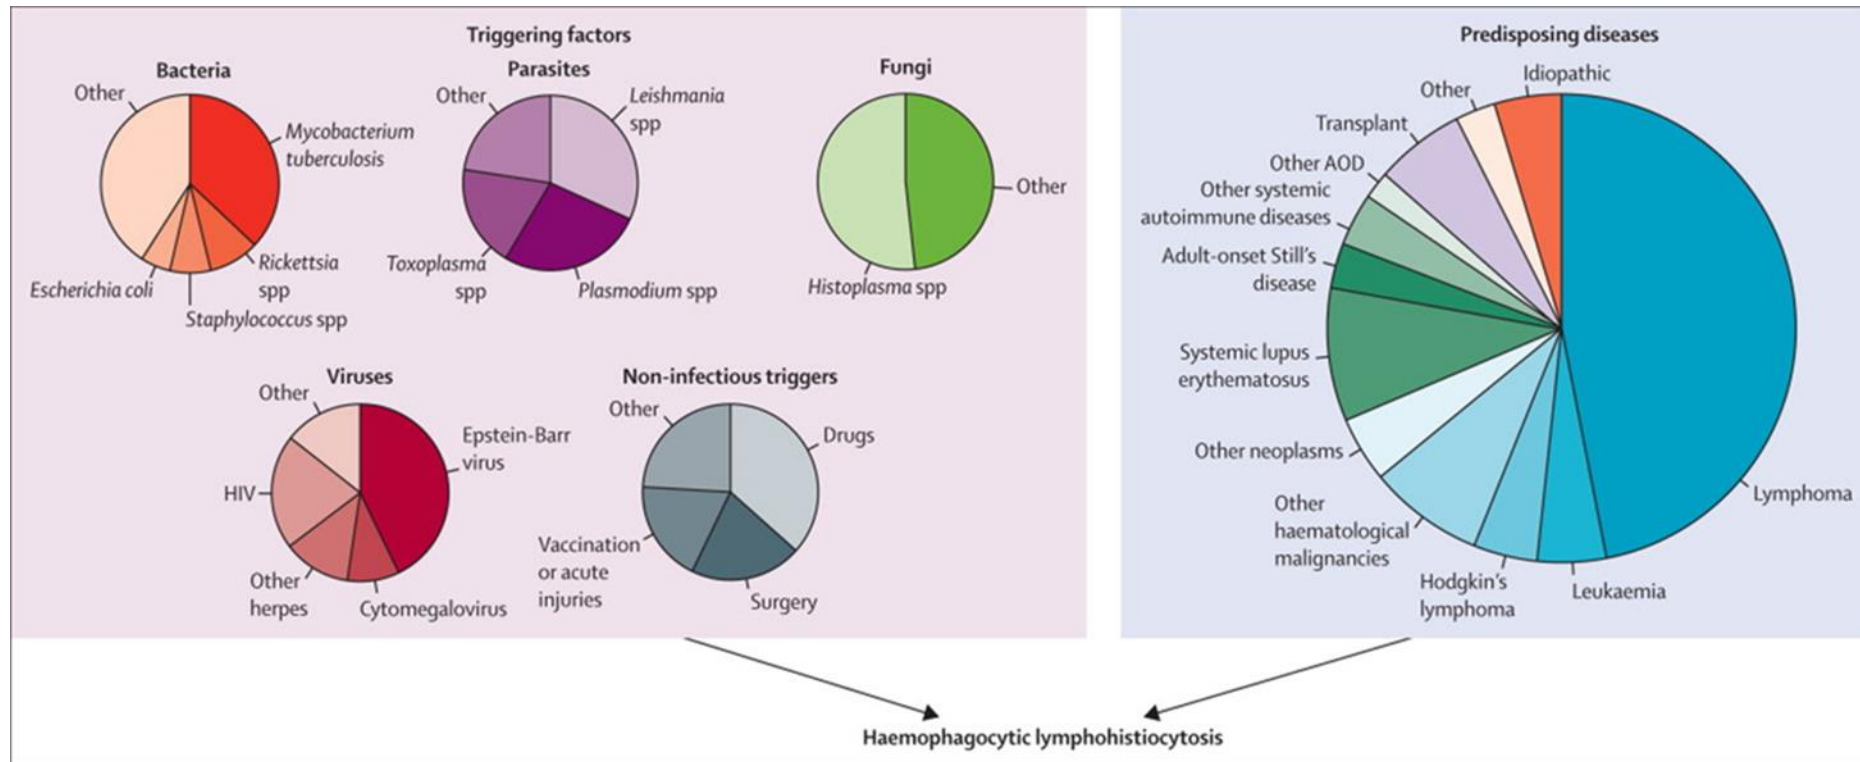 Triggering factors
Bacteria
Other
Mycobacterium
tuberculosis
Rickettsia
spp
Staphylococcus spp
Escherichia coli
Parasites
Other
Leishmania
spp
Toxoplasma
spp
Plasmodium spp
Fungi
Other
Histoplasma spp
Viruses
Other
Epstein-Barr
virus
HIV
Other
herpes
Cytomegalovirus
Non-infectious triggers
Other
Drugs
Vaccination
or acute
injuries
Surgery
Predisposing diseases
Idiopathic
Other
Transplant
Other AOD
Other systemic
autoimmune diseases
Adult-onset Still's
disease
Systemic lupus
erythematosus
Other neoplasms
Other
haematological
malignancies
Hodgkin's
lymphoma
Leukaemia
Lymphoma
Haemophagocytic lymphohistiocytosis